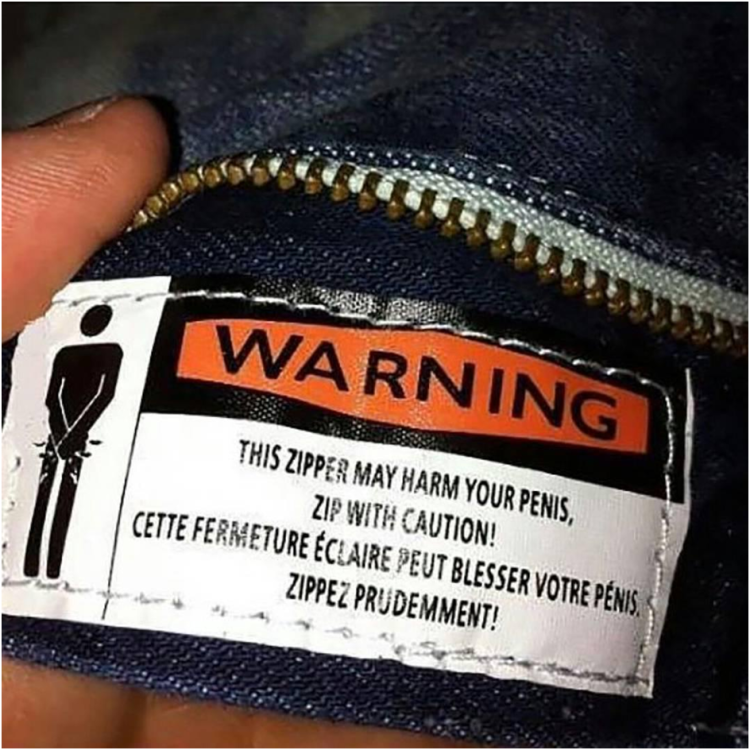 WARNING
THIS ZIPPER MAY HARM YOUR PENIS,
ZIP WITH CAUTION!
CETTE FERMETURE ÉCLAIRE PEUT BLESSER VOTRE PÉNIS.
ZIPPEZ PRUDEMMENT!